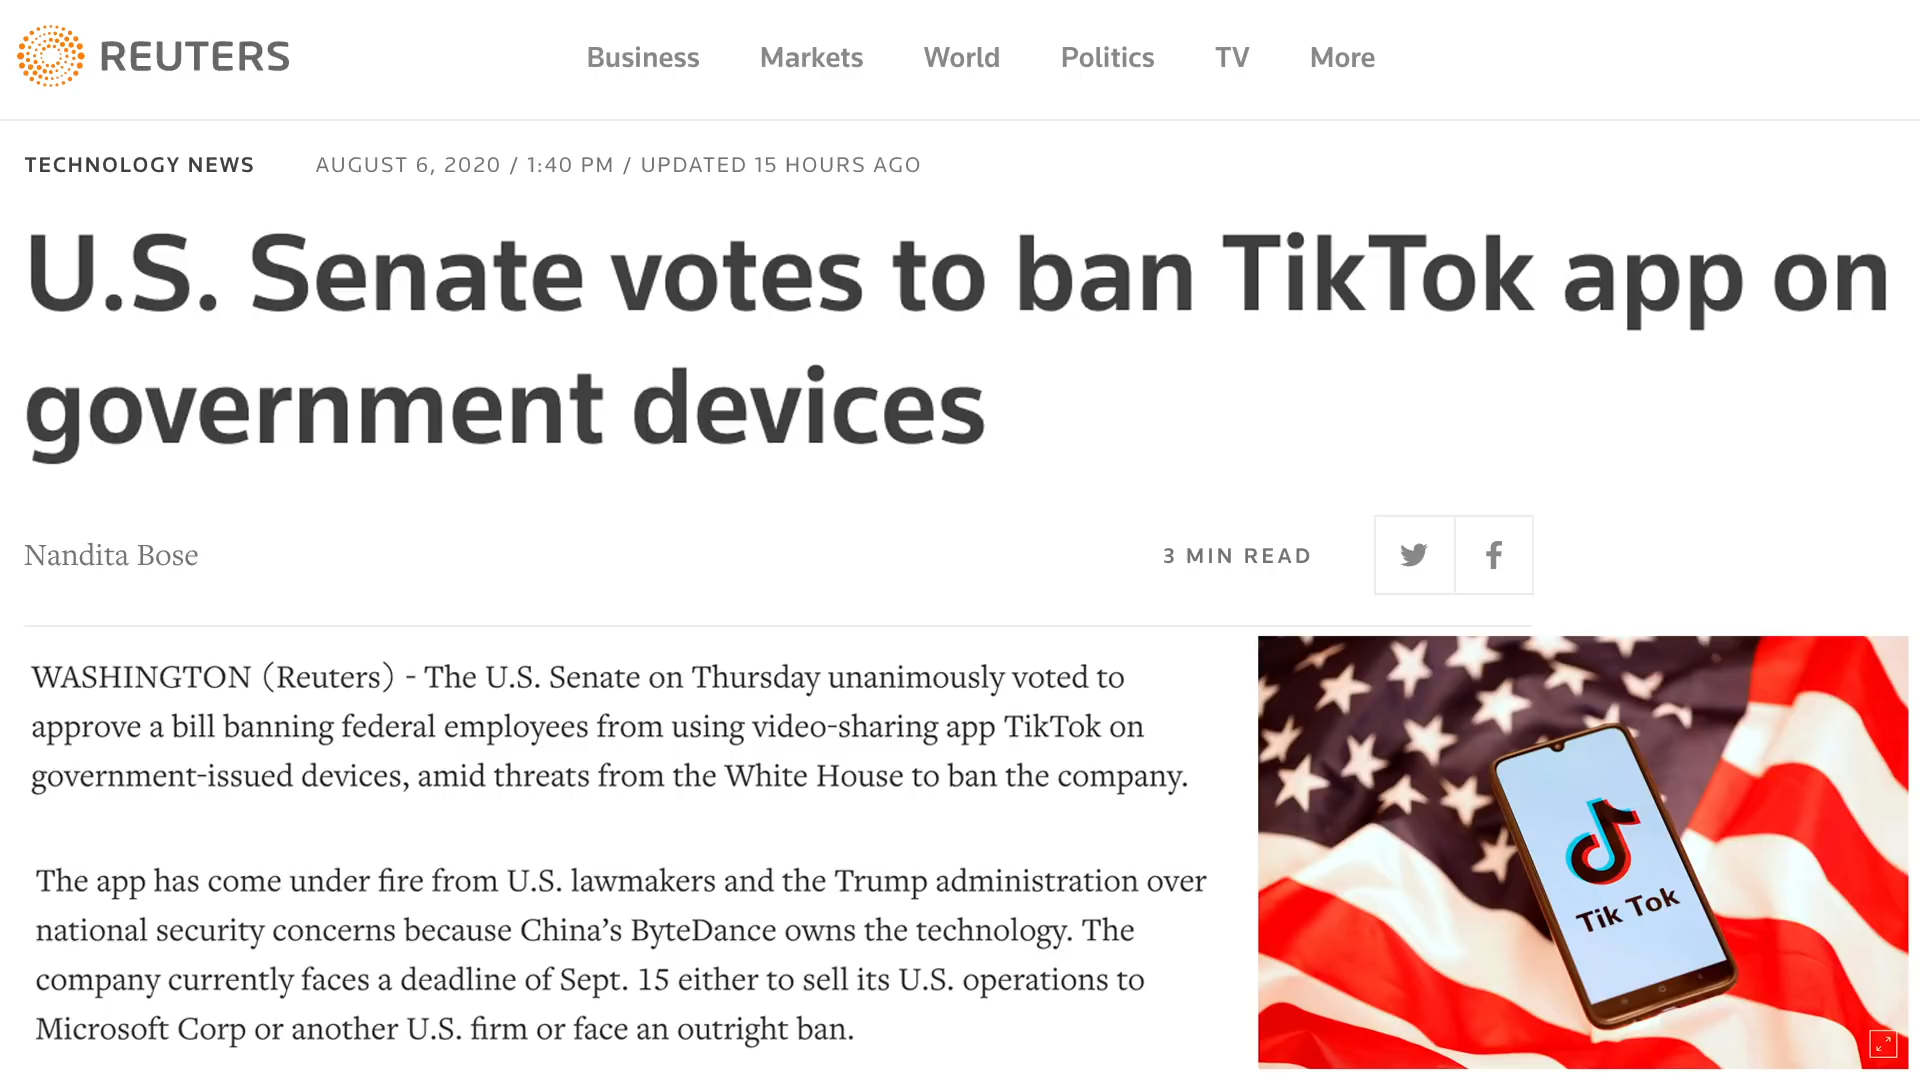 REUTERS
Business Markets World Politics TV More
TECHNOLOGY NEWS AUGUST 6, 2020 / 1:40 PM / UPDATED 15 HOURS AGO
U.S. Senate votes to ban TikTok app on
government devices
Nandita Bose
3 MIN READ
WASHINGTON (Reuters) - The U.S. Senate on Thursday unanimously voted to
approve a bill banning federal employees from using video-sharing app TikTok on
government-issued devices, amid threats from the White House to ban the company.
The app has come under fire from U.S. lawmakers and the Trump administration over
national security concerns because China’s ByteDance owns the technology. The
company currently faces a deadline of Sept. 15 either to sell its U.S. operations to
Microsoft Corp or another U.S. firm or face an outright ban.
Tik Tok